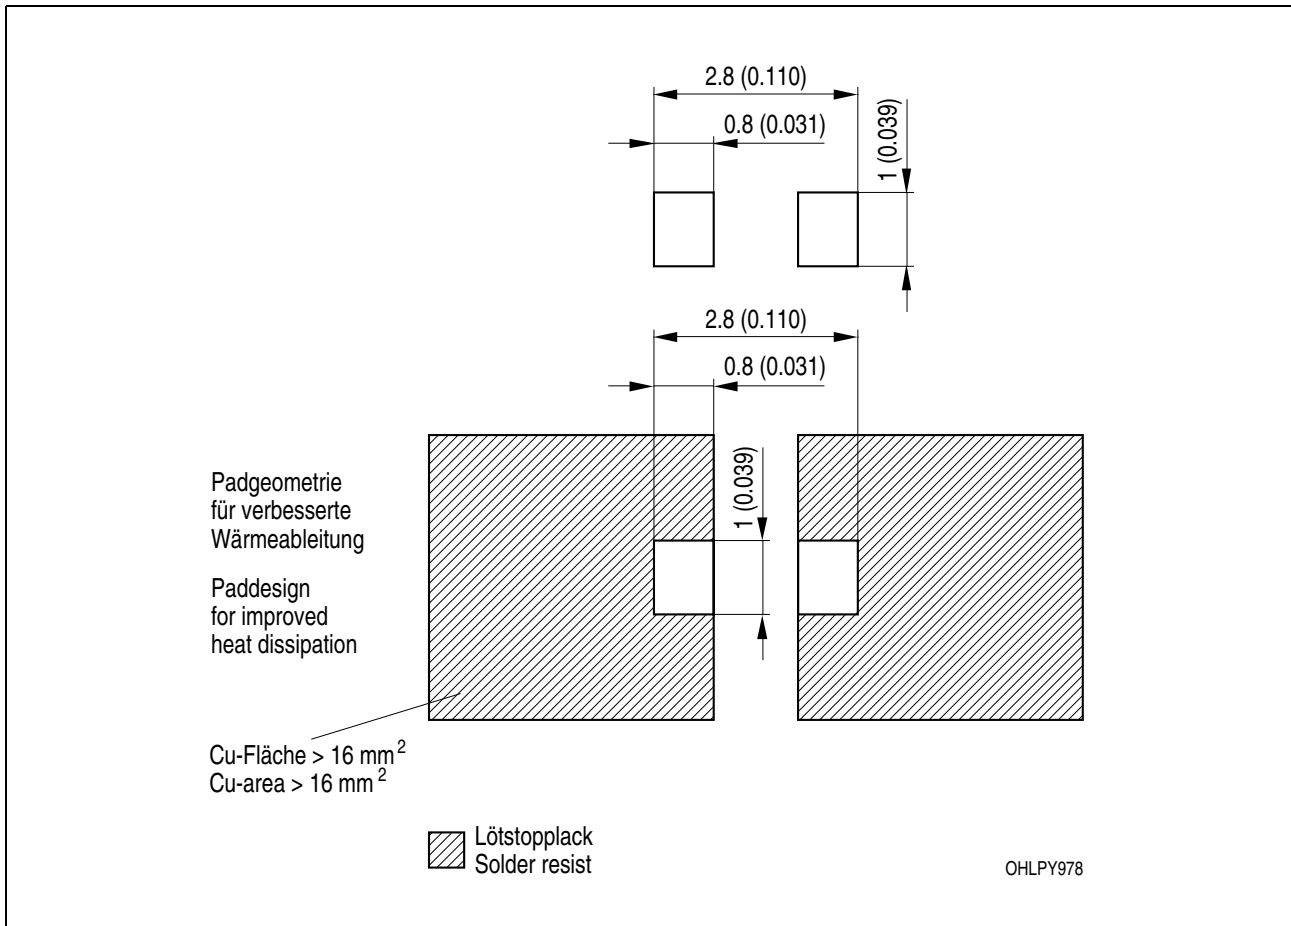 2.8 (0.110)
0.8 (0.031)
1 (0.039)
2.8 (0.110)
0.8 (0.031)
1 (0.039)
Padgeometrie
für verbesserte
Wärmeableitung
Paddesign
for improved
heat dissipation
Cu-Fläche > 16 mm²
Cu-area > 16 mm²
Lötstopplack
Solder resist
OHLPY978